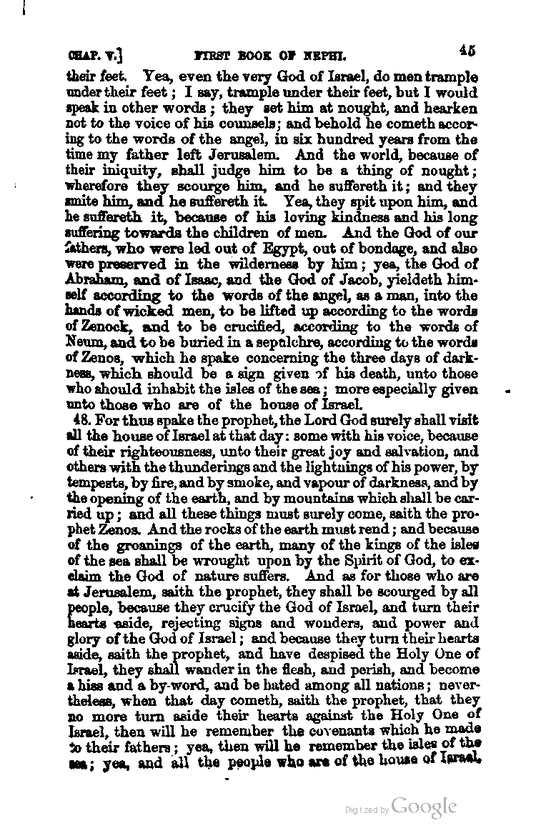 CHAP. V.] FIRST BOOK OF NEPHI. 45
their feet. Yea, even the very God of Israel, do men trample
under their feet; I say, trample under their feet, but I would
speak in other words; they set him at nought, and hearken
not to the voice of his counsels; and behold he cometh accor-
ing to the words of the angel, in six hundred years from the
time my father left Jerusalem. And the world, because of
their iniquity, shall judge him to be a thing of nought;
wherefore they scourge him, and he suffereth it; and they
smite him, and he suffereth it. Yea, they spit upon him, and
he suffereth it, because of his loving kindness and his long
suffering towards the children of men. And the God of our
fathers, who were led out of Egypt, out of bondage, and also
were preserved in the wilderness by him; yea, the God of
Abraham, and of Isaac, and the God of Jacob, yieldeth him-
self according to the words of the angel, as a man, into the
hands of wicked men, to be lifted up according to the words
of Zenock, and to be crucified, according to the words of
Neum, and to be buried in a sepulchre, according to the words
of Zenos, which he spake concerning the three days of dark-
ness, which should be a sign given of his death, unto those
who should inhabit the isles of the sea; more especially given
unto those who are of the house of Israel.
48. For thus spake the prophet, the Lord God surely shall visit
all the house of Israel at that day: some with his voice, because
of their righteousness, unto their great joy and salvation, and
others with the thunderings and the lightnings of his power, by
tempests, by fire, and by smoke, and vapour of darkness, and by
the opening of the earth, and by mountains which shall be car-
ried up; and all these things must surely come, saith the pro-
phet Zenos. And the rocks of the earth must rend; and because
of the groanings of the earth, many of the kings of the isles
of the sea shall be wrought upon by the Spirit of God, to ex-
claim the God of nature suffers. And as for those who are
at Jerusalem, saith the prophet, they shall be scourged by all
people, because they crucify the God of Israel, and turn their
hearts aside, rejecting signs and wonders, and power and
glory of the God of Israel; and because they turn their hearts
aside, saith the prophet, and have despised the Holy One of
Israel, they shall wander in the flesh, and perish, and become
a hiss and a by-word, and be hated among all nations; never-
theless, when that day cometh, saith the prophet, that they
no more turn aside their hearts against the Holy One of
Israel, then will he remember the covenants which he made
to their fathers; yea, then will he remember the isles of the
sea; yea, and all the people who are of the house of Israel,
Digitized by Google